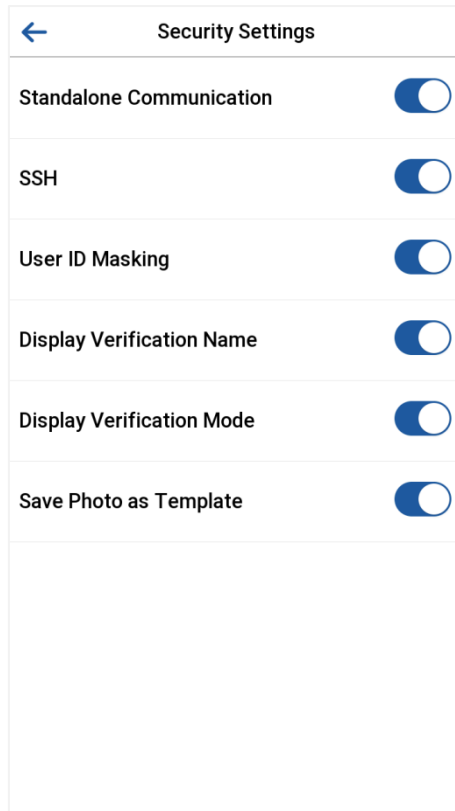 Security Settings
Standalone Communication
SSH
User ID Masking
Display Verification Name
Display Verification Mode
Save Photo as Template